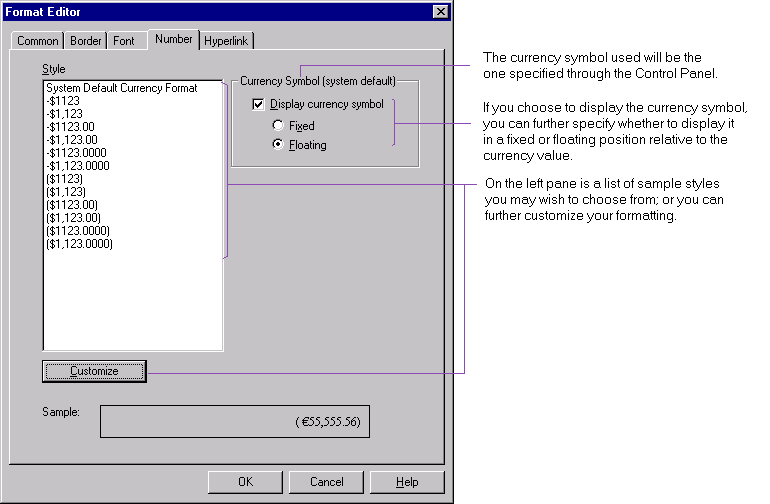 Format Editor
Common Border Font Number Hyperlink
Style
System Default Currency Format
-$1123
-$1,123
-$1123.00
-$1,123.00
-$1123.0000
-$1,123.0000
($1123)
($1,123)
($1123.00)
($1,123.00)
($1123.0000)
($1,123.0000)
Currency Symbol (system default)
Display currency symbol
Fixed
Floating
Customize
Sample:
( €55,555.56)
OK Cancel Help
The currency symbol used will be the
one specified through the Control Panel.
If you choose to display the currency symbol,
you can further specify whether to display it
in a fixed or floating position relative to the
currency value.
On the left pane is a list of sample styles
you may wish to choose from; or you can
further customize your formatting.